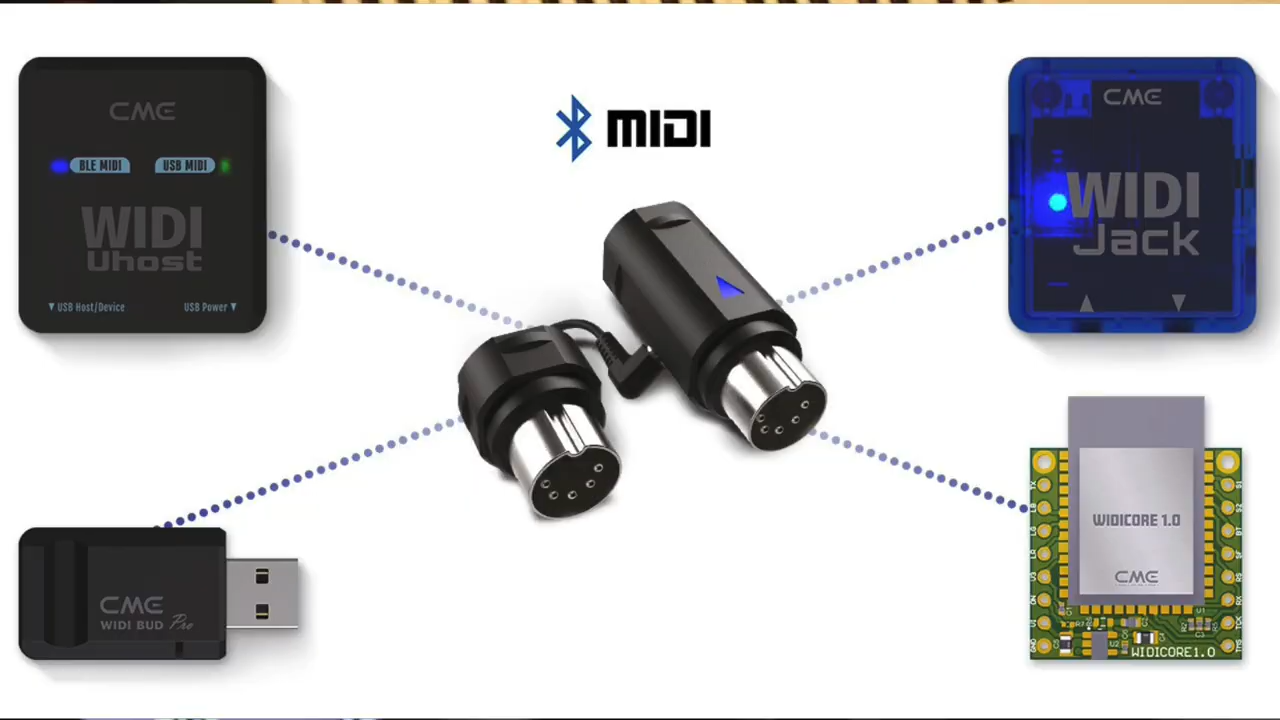 CME
BLE MIDI
USB MIDI
WIDI
Uhost
▼ USB Host/Device
USB Power ▼
MIDI
CME
WIDI
Jack
CME
WIDI BUD Pro
WIDICORE 1.0
CME
WIDICORE1.0